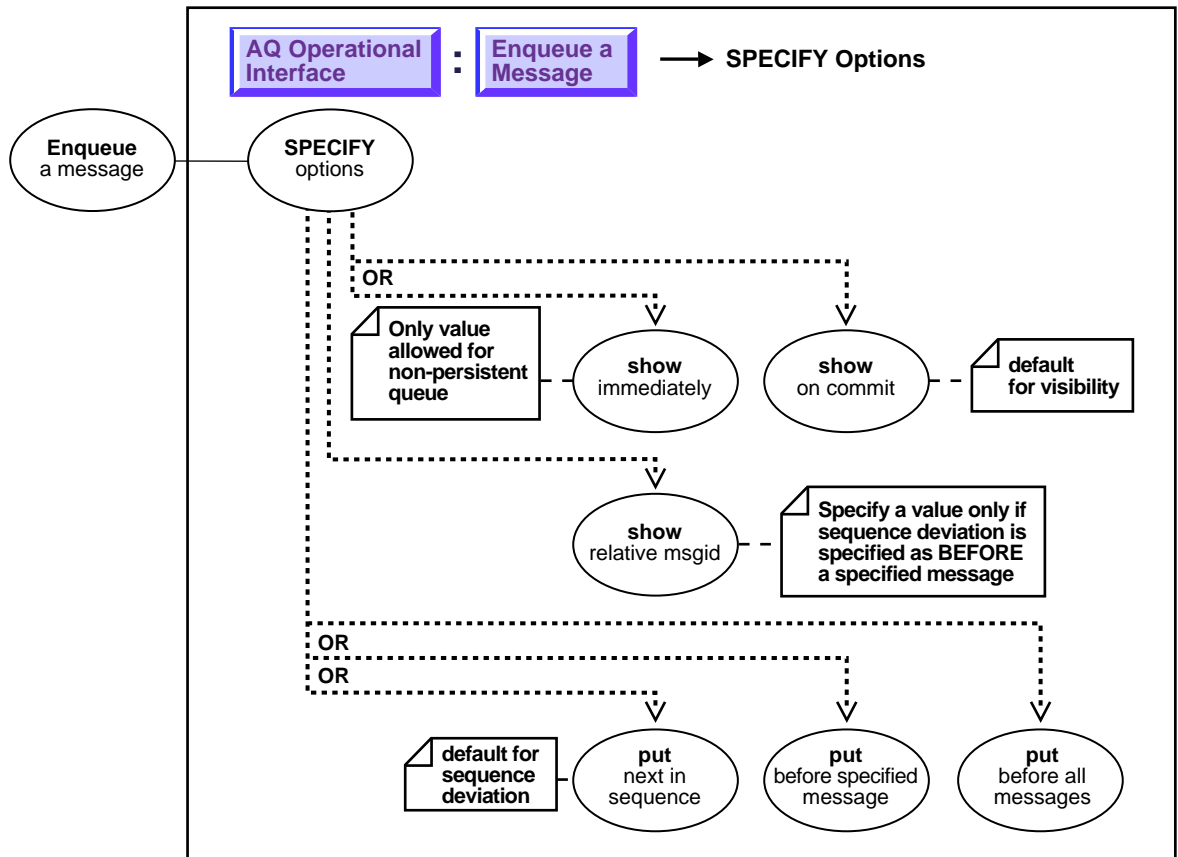 AQ Operational
Interface
:
Enqueue a
Message
SPECIFY Options
Enqueue
a message
SPECIFY
options
OR
Only value
allowed for
non-persistent
queue
show
immediately
show
on commit
default
for visibility
show
relative msgid
Specify a value only if
sequence deviation is
specified as BEFORE
a specified message
OR
OR
default for
sequence
deviation
put
next in
sequence
put
before specified
message
put
before all
messages